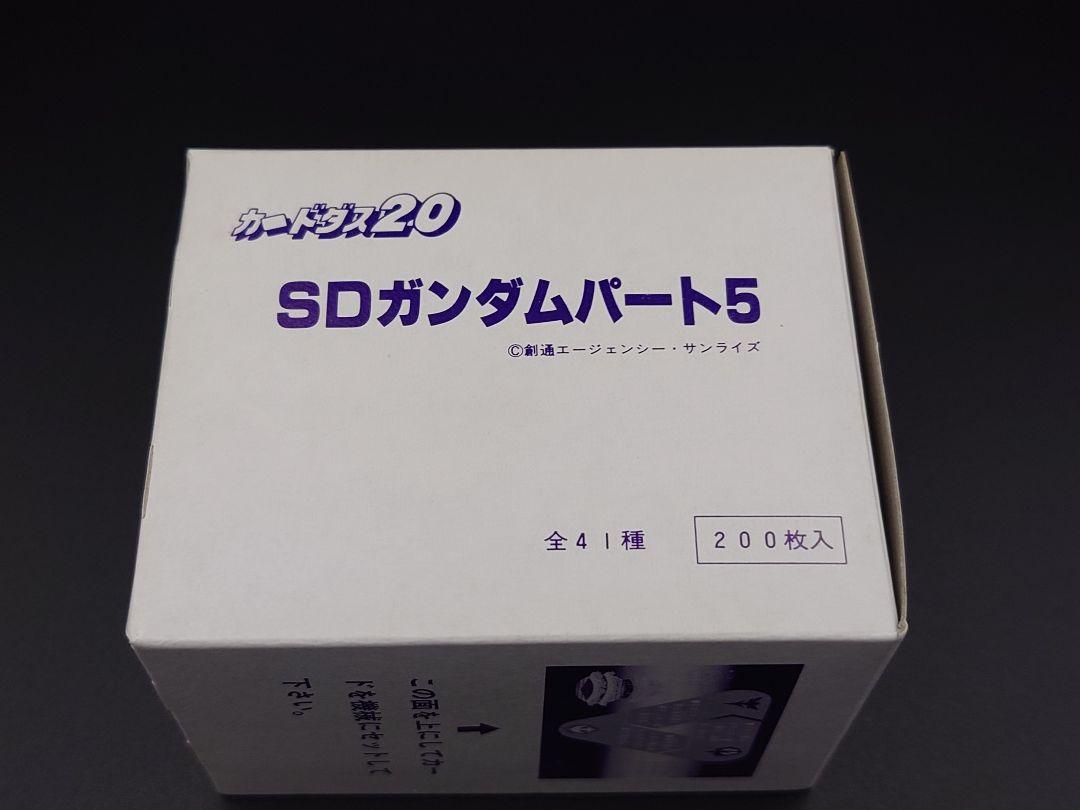 カードダス20
SDガンダムパート5
©創通エージェンシー・サンライズ
全41種
200枚入
この面を上にしてカー
ドを機械にセットして
下さい。